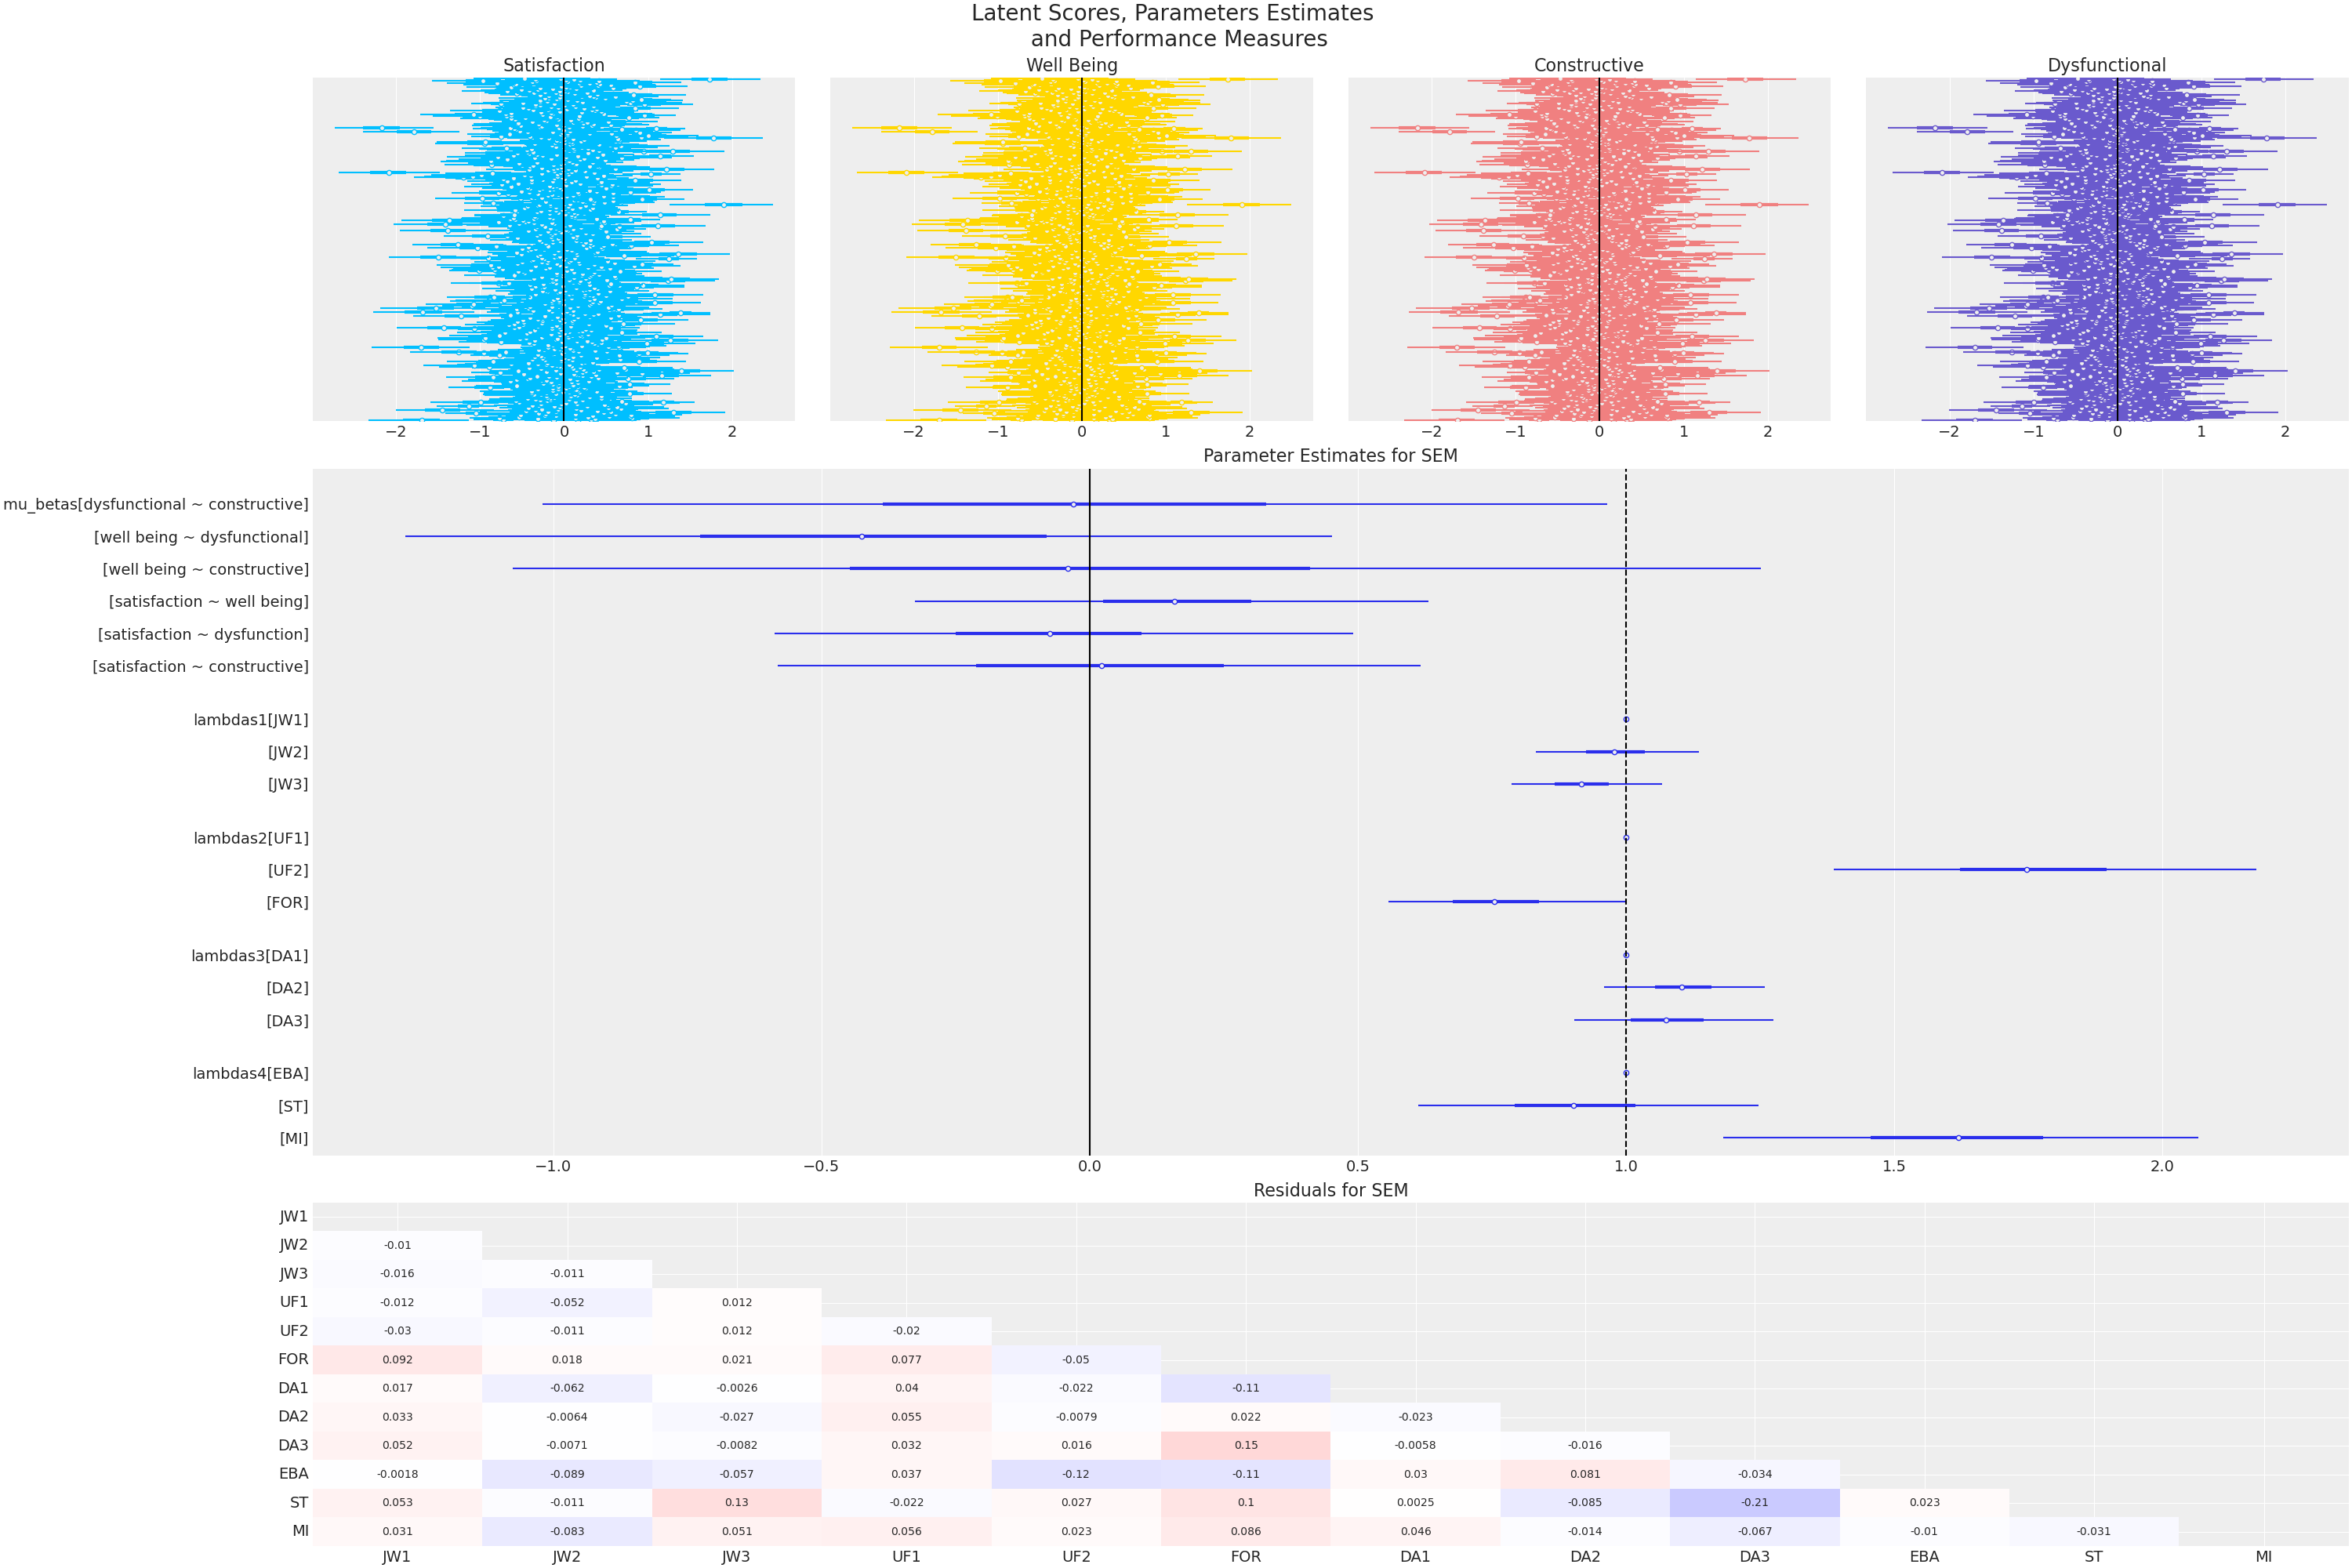 Latent Scores, Parameters Estimates
and Performance Measures
Satisfaction Well Being Constructive Dysfunctional
−2 −1 0 1 2 −2 −1 0 1 2 −2 −1 0 1 2 −2 −1 0 1 2
Parameter Estimates for SEM
mu_betas[dysfunctional ~ constructive]
[well being ~ dysfunctional]
[well being ~ constructive]
[satisfaction ~ well being]
[satisfaction ~ dysfunction]
[satisfaction ~ constructive]
lambdas1[JW1]
[JW2]
[JW3]
lambdas2[UF1]
[UF2]
[FOR]
lambdas3[DA1]
[DA2]
[DA3]
lambdas4[EBA]
[ST]
[MI]
−1.0 −0.5 0.0 0.5 1.0 1.5 2.0
Residuals for SEM
JW1
JW2 -0.01
JW3 -0.016 -0.011
UF1 -0.012 -0.052 0.012
UF2 -0.03 -0.011 0.012 -0.02
FOR 0.092 0.018 0.021 0.077 -0.05
DA1 0.017 -0.062 -0.0026 0.04 -0.022 -0.11
DA2 0.033 -0.0064 -0.027 0.055 -0.0079 0.022 -0.023
DA3 0.052 -0.0071 -0.0082 0.032 0.016 0.15 -0.0058 -0.016
EBA -0.0018 -0.089 -0.057 0.037 -0.12 -0.11 0.03 0.081 -0.034
ST 0.053 -0.011 0.13 -0.022 0.027 0.1 0.0025 -0.085 -0.21 0.023
MI 0.031 -0.083 0.051 0.056 0.023 0.086 0.046 -0.014 -0.067 -0.01 -0.031
JW1 JW2 JW3 UF1 UF2 FOR DA1 DA2 DA3 EBA ST MI